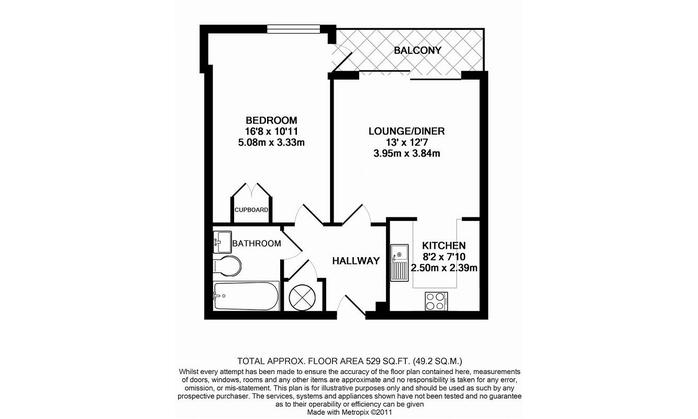 BALCONY
BEDROOM
16'8 x 10'11
5.08m x 3.33m
LOUNGE/DINER
13' x 12'7
3.95m x 3.84m
CUPBOARD
BATHROOM
HALLWAY
KITCHEN
8'2 x 7'10
2.50m x 2.39m
TOTAL APPROX. FLOOR AREA 529 SQ.FT. (49.2 SQ.M.)
Whilst every attempt has been made to ensure the accuracy of the floor plan contained here, measurements
of doors, windows, rooms and any other items are approximate and no responsibility is taken for any error,
omission, or mis-statement. This plan is for illustrative purposes only and should be used as such by any
prospective purchaser. The services, systems and appliances shown have not been tested and no guarantee
as to their operability or efficiency can be given
Made with Metropix ©2011